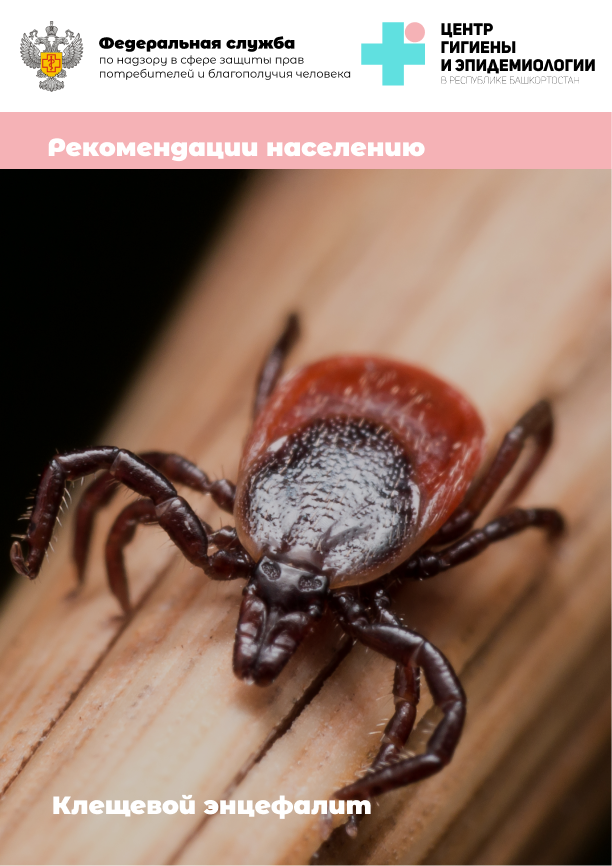 Федеральная служба
по надзору в сфере защиты прав
потребителей и благополучия человека
ЦЕНТР
ГИГИЕНЫ
И ЭПИДЕМИОЛОГИИ
В РЕСПУБЛИКЕ БАШКОРТОСТАН
Рекомендации населению
Клещевой энцефалит